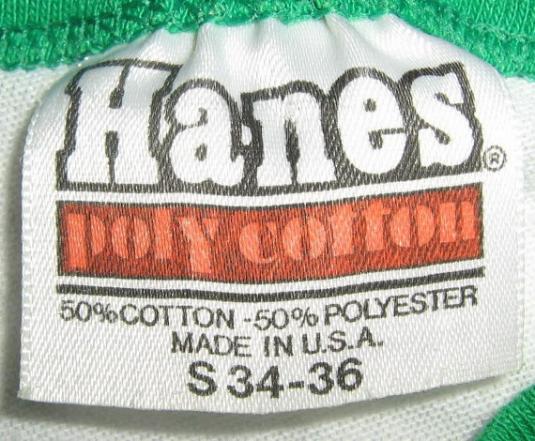 Hanes®
poly cotton
50% COTTON - 50% POLYESTER
MADE IN U.S.A.
S 34-36